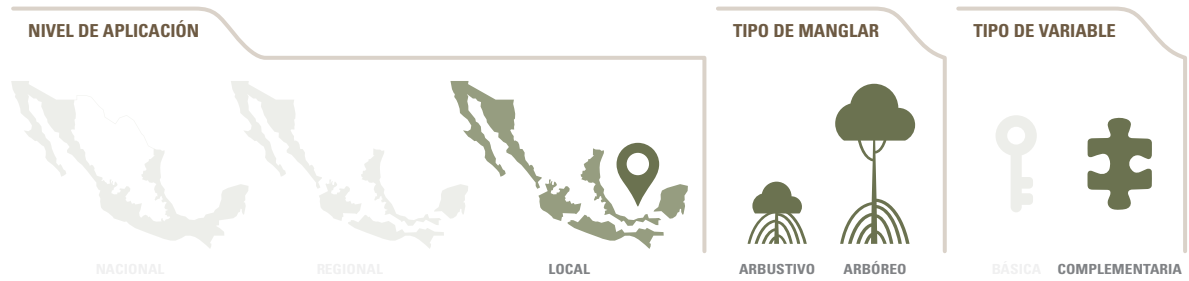 NIVEL DE APLICACIÓN
TIPO DE MANGLAR
TIPO DE VARIABLE
NACIONAL
REGIONAL
LOCAL
ARBUSTIVO
ARBÓREO
BÁSICA
COMPLEMENTARIA